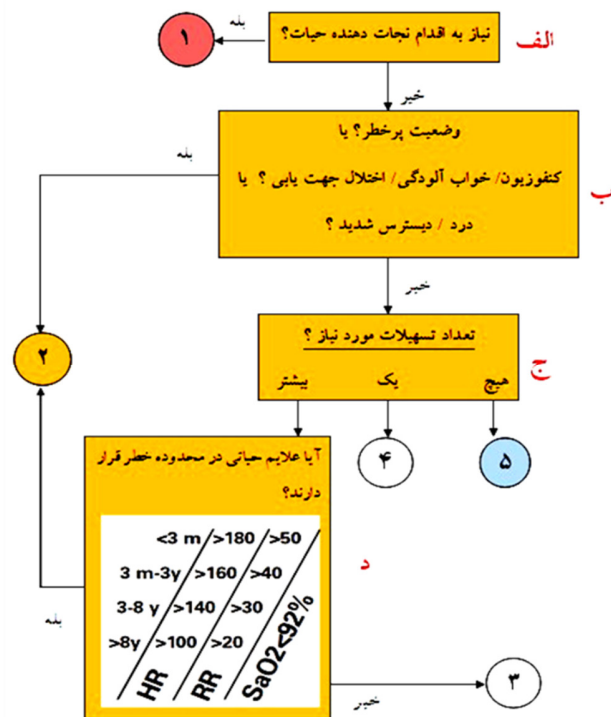 الف
نیاز به اقدام نجات دهنده حیات؟
بله
۱
خیر
ب
وضعیت پرخطر؟ یا
کنفوزیون/ خواب آلودگی/ اختلال جهت یابی ؟ یا
درد / دیسترس شدید ؟
بله
۲
خیر
ج
تعداد تسهیلات مورد نیاز ؟
هیچ یک بیشتر
۵ ۴
د
آیا علایم حیاتی در محدوده خطر قرار
دارند؟
<3 m >180 >50
3 m-3y >160 >40
3-8 y >140 >30
>8y >100 >20
HR RR SaO2<92%
بله
خیر
۳